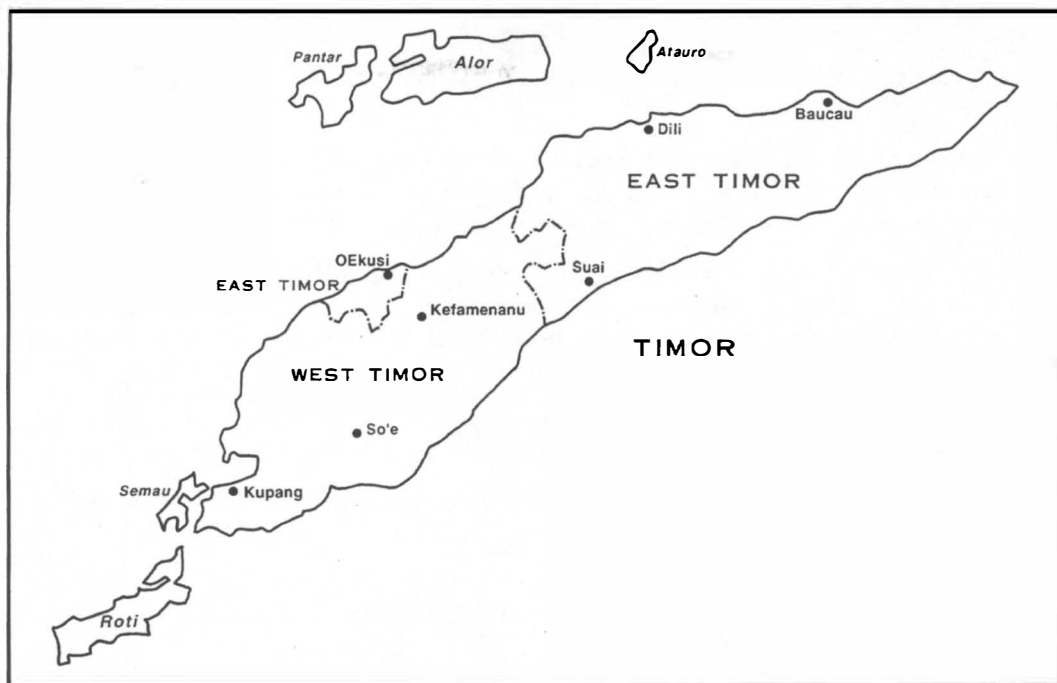 Pantar
Alor
Atauro
Baucau
Dili
EAST TIMOR
OEkusi
Suai
EAST TIMOR
Kefamenanu
TIMOR
WEST TIMOR
So'e
Semau
Kupang
Roti